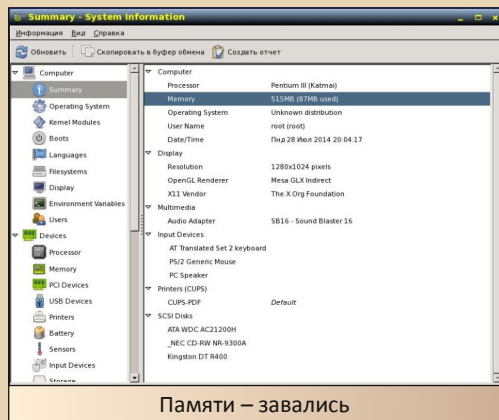 Summary - System Information
Информация Вид Справка
Обновить Скопировать в буфер обмена Создать отчет
Computer
Summary
Operating System
Kernel Modules
Boots
Languages
Filesystems
Display
Environment Variables
Users
Devices
Processor
Memory
PCI Devices
USB Devices
Printers
Battery
Sensors
Input Devices
Storage
Computer
Processor Pentium III (Katmai)
Memory 515MB (87MB used)
Operating System Unknown distribution
User Name root (root)
Date/Time Пнд 28 Июл 2014 20:04:17
Display
Resolution 1280x1024 pixels
OpenGL Renderer Mesa GLX Indirect
X11 Vendor The X.Org Foundation
Multimedia
Audio Adapter SB16 - Sound Blaster 16
Input Devices
AT Translated Set 2 keyboard
PS/2 Generic Mouse
PC Speaker
Printers (CUPS)
CUPS-PDF Default
SCSI Disks
ATA WDC AC21200H
_NEC CD-RW NR-9300A
Kingston DT R400
Памяти – завались